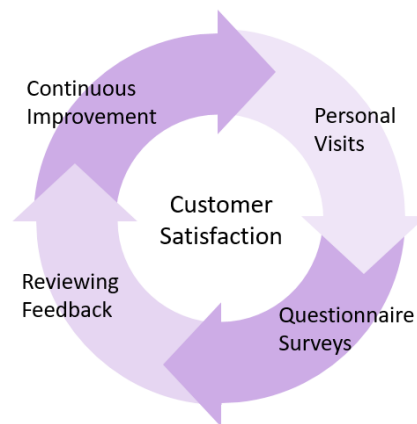 Continuous
Improvement
Personal
Visits
Customer
Satisfaction
Reviewing
Feedback
Questionnaire
Surveys